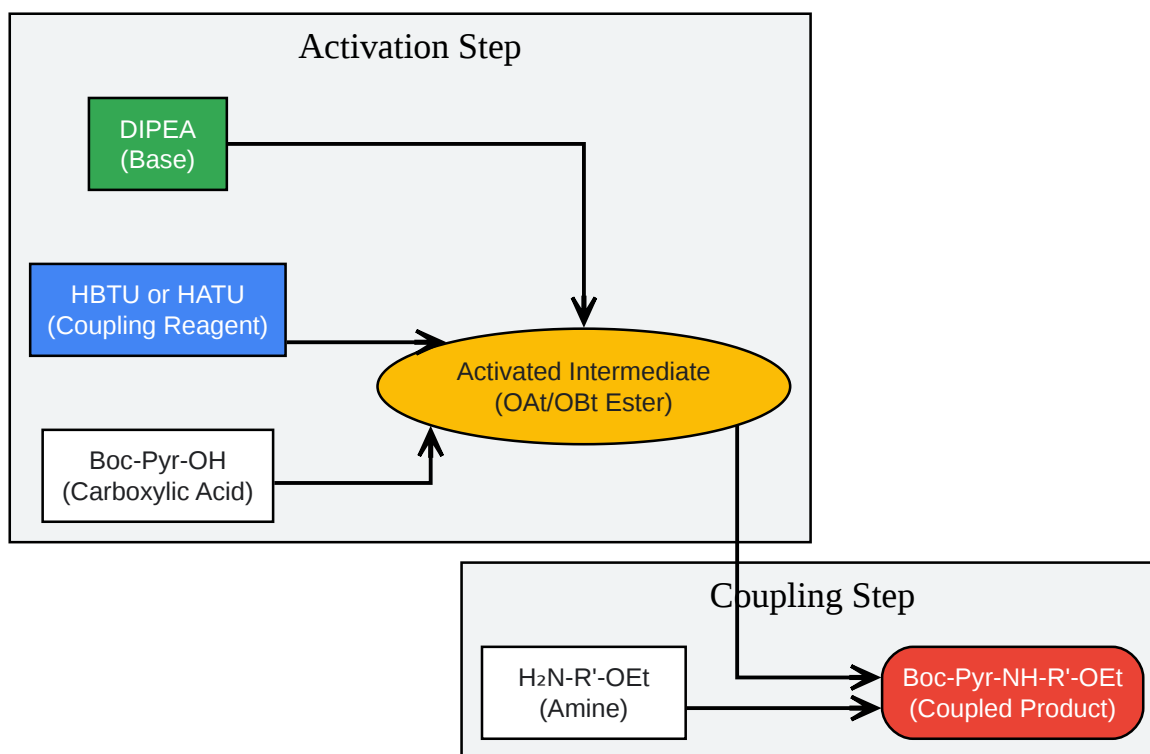 Activation Step
DIPEA
(Base)
HBTU or HATU
(Coupling Reagent)
Activated Intermediate
(OAt/OBt Ester)
Boc-Pyr-OH
(Carboxylic Acid)
Coupling Step
H₂N-R'-OEt
(Amine)
Boc-Pyr-NH-R'-OEt
(Coupled Product)